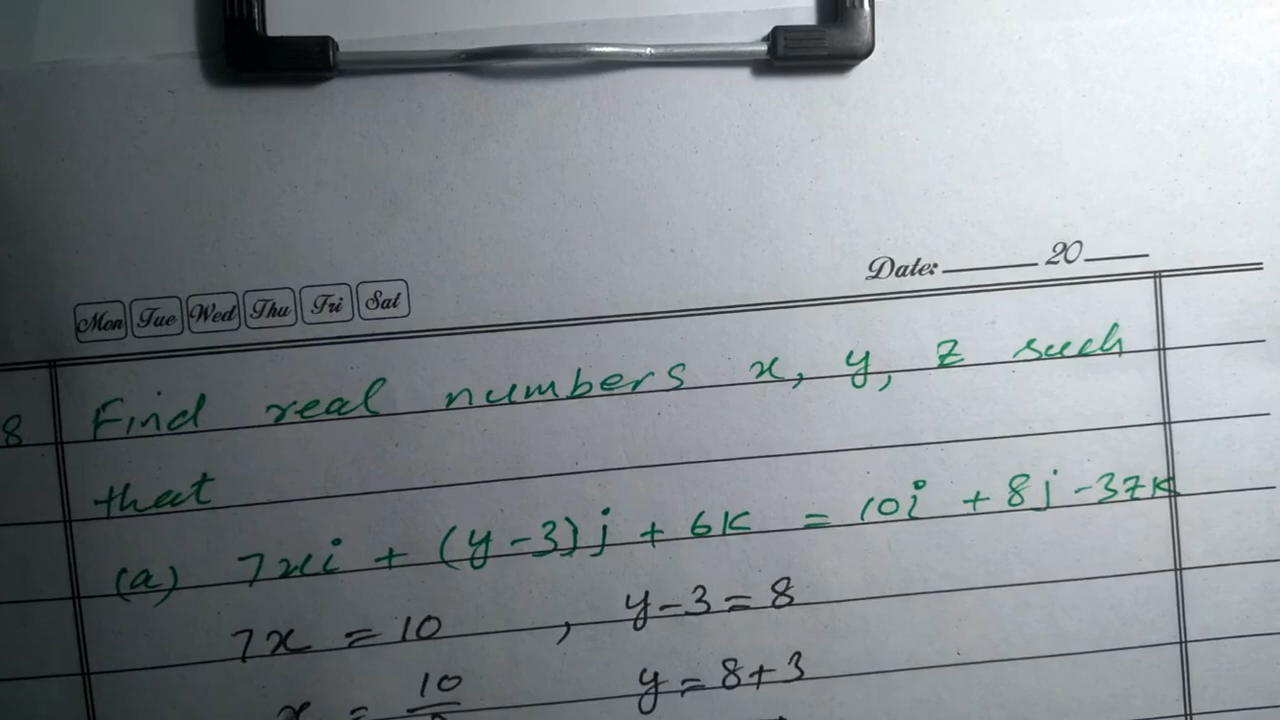 Date: 20
Mon Tue Wed Thu Fri Sat
8 Find real numbers x, y, z such
that
(a) 7xi + (y-3)j + 6k = 10i + 8j - 3zk
7x = 10 , y-3=8
x = 10 y = 8+3